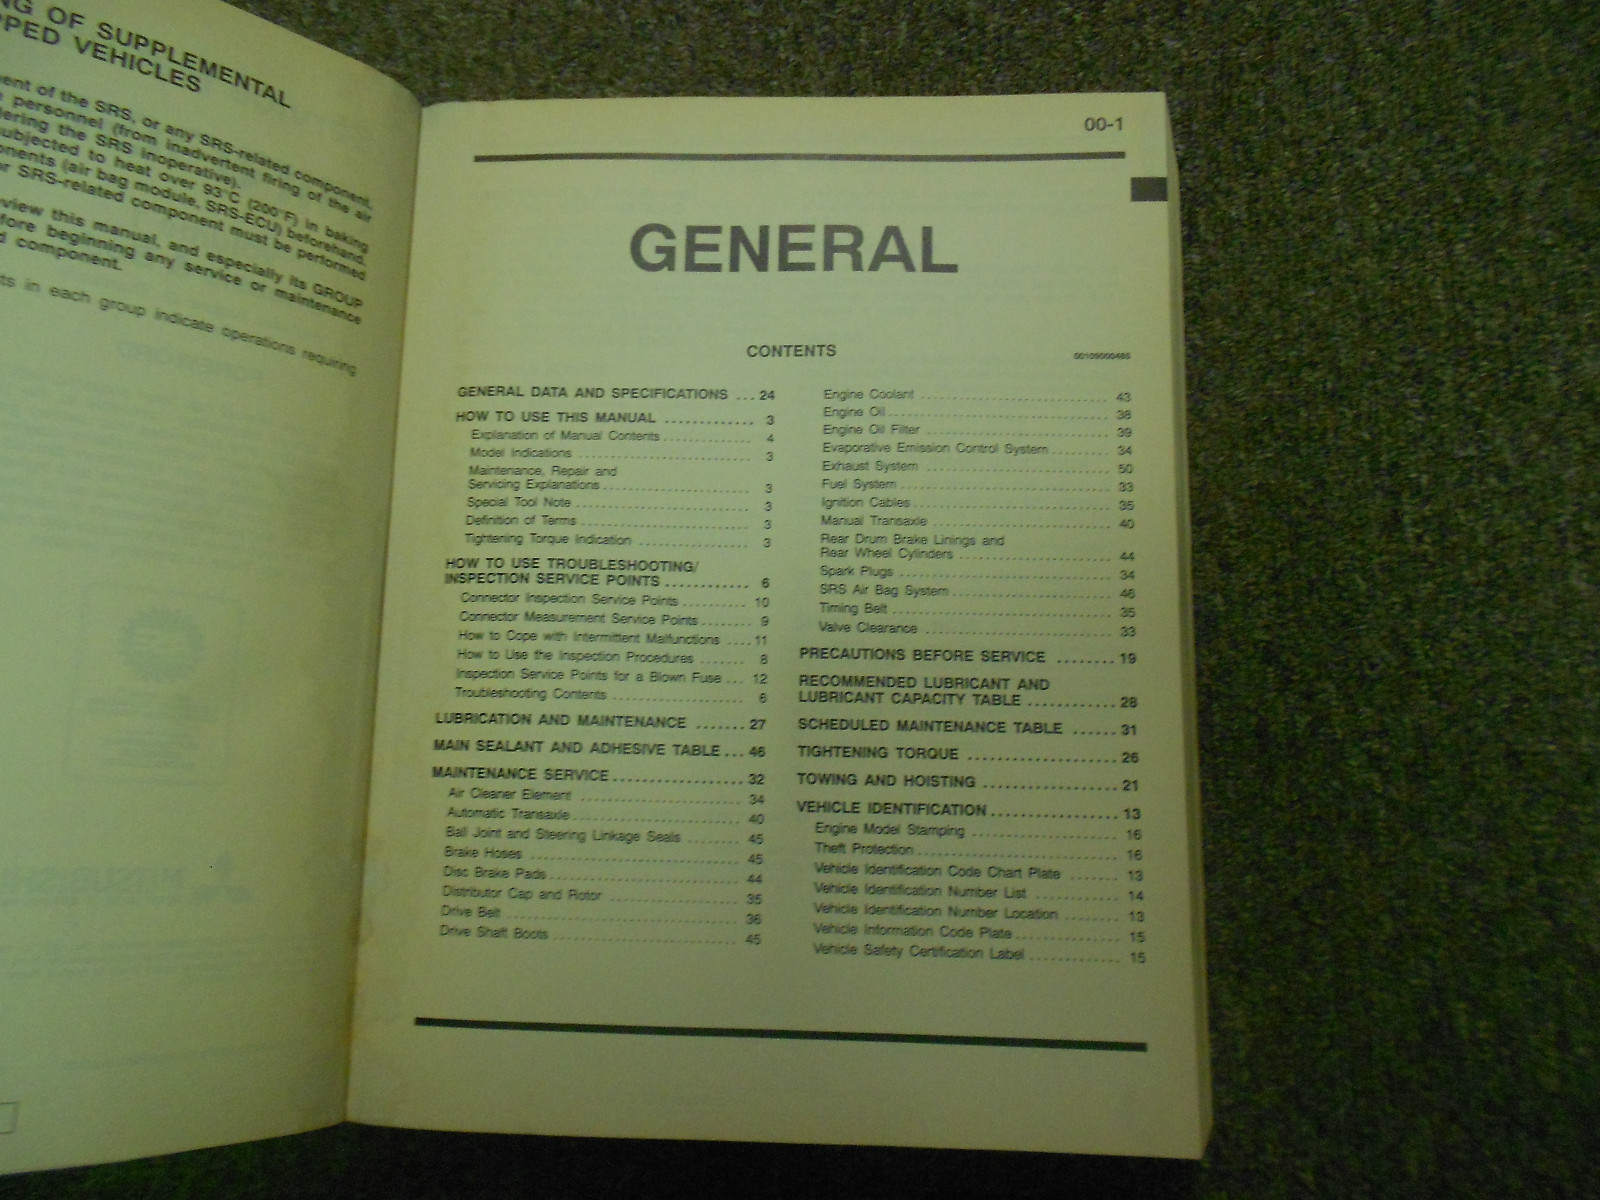 NG OF SUPPLEMENTAL
PPED VEHICLES
ent of the SRS, or any SRS-related component,
personnel (from inadvertent firing of the air
dering the SRS inoperative).
subjected to heat over 93°C (200°F) in baking
onents (air bag module, SRS-ECU) beforehand.
or SRS-related component must be performed
eview this manual, and especially its GROUP
fore beginning any service or maintenance
d component.
ts in each group indicate operations requiring
00-1
GENERAL
CONTENTS
00109000485
GENERAL DATA AND SPECIFICATIONS ... 24
HOW TO USE THIS MANUAL ............ 3
Explanation of Manual Contents ............ 4
Model Indications ............ 3
Maintenance, Repair and
Servicing Explanations ............ 3
Special Tool Note ............ 3
Definition of Terms ............ 3
Tightening Torque Indication ............ 3
HOW TO USE TROUBLESHOOTING/
INSPECTION SERVICE POINTS ............ 6
Connector Inspection Service Points .......... 10
Connector Measurement Service Points ........ 9
How to Cope with Intermittent Malfunctions .... 11
How to Use the Inspection Procedures ....... 8
Inspection Service Points for a Blown Fuse ... 12
Troubleshooting Contents ............ 6
LUBRICATION AND MAINTENANCE ....... 27
MAIN SEALANT AND ADHESIVE TABLE ... 46
MAINTENANCE SERVICE ............ 32
Air Cleaner Element ............ 34
Automatic Transaxle ............ 40
Ball Joint and Steering Linkage Seals ........ 45
Brake Hoses ............ 45
Disc Brake Pads ............ 44
Distributor Cap and Rotor ............ 35
Drive Belt ............ 36
Drive Shaft Boots ............ 45
Engine Coolant ............ 43
Engine Oil ............ 38
Engine Oil Filter ............ 39
Evaporative Emission Control System ......... 34
Exhaust System ............ 50
Fuel System ............ 33
Ignition Cables ............ 35
Manual Transaxle ............ 40
Rear Drum Brake Linings and
Rear Wheel Cylinders ............ 44
Spark Plugs ............ 34
SRS Air Bag System ............ 46
Timing Belt ............ 35
Valve Clearance ............ 33
PRECAUTIONS BEFORE SERVICE ........ 19
RECOMMENDED LUBRICANT AND
LUBRICANT CAPACITY TABLE ............ 28
SCHEDULED MAINTENANCE TABLE ...... 31
TIGHTENING TORQUE ............ 26
TOWING AND HOISTING ............ 21
VEHICLE IDENTIFICATION ............ 13
Engine Model Stamping ............ 16
Theft Protection ............ 16
Vehicle Identification Code Chart Plate ....... 13
Vehicle Identification Number List ............ 14
Vehicle Identification Number Location ........ 13
Vehicle Information Code Plate ............ 15
Vehicle Safety Certification Label ............ 15